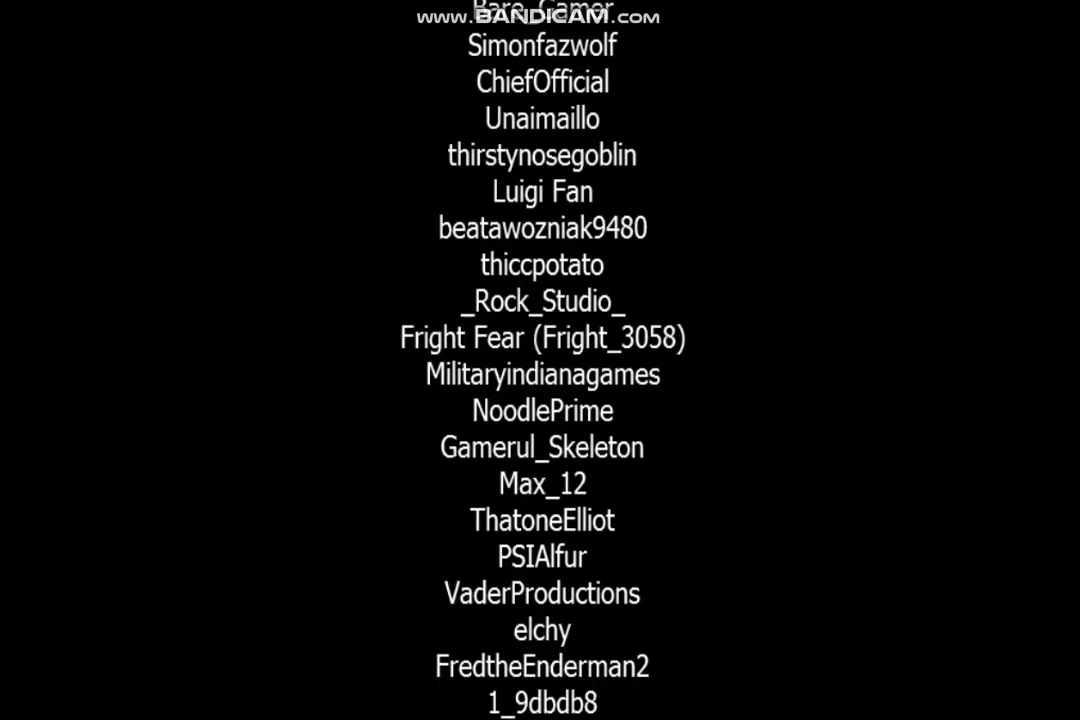 www.BANDICAM.com
Simonfazwolf
ChiefOfficial
Unaimaillo
thirstynosegoblin
Luigi Fan
beatawozniak9480
thiccpotato
_Rock_Studio_
Fright Fear (Fright_3058)
Militaryindianagames
NoodlePrime
Gamerul_Skeleton
Max_12
ThatoneElliot
PSIAlfur
VaderProductions
elchy
FredtheEnderman2
1_9dbdb8